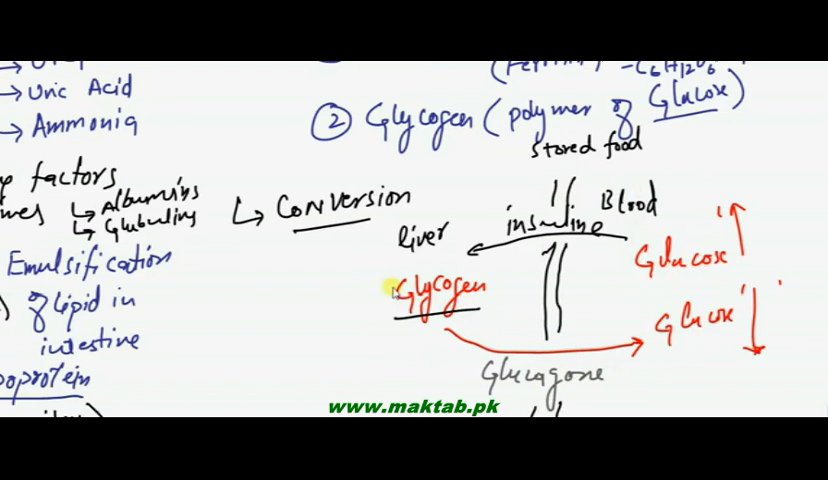 → Uric Acid
→ Ammonia
factors
↳ Albumins
↳ Globulins
Emulsification
of lipid in
intestine
② Glycogen (polymer of Glucose)
stored food
↳ CONVERSION
liver
insuline
Blood
Glucose
Glycogen
Glucose
Glucagone
www.maktab.pk